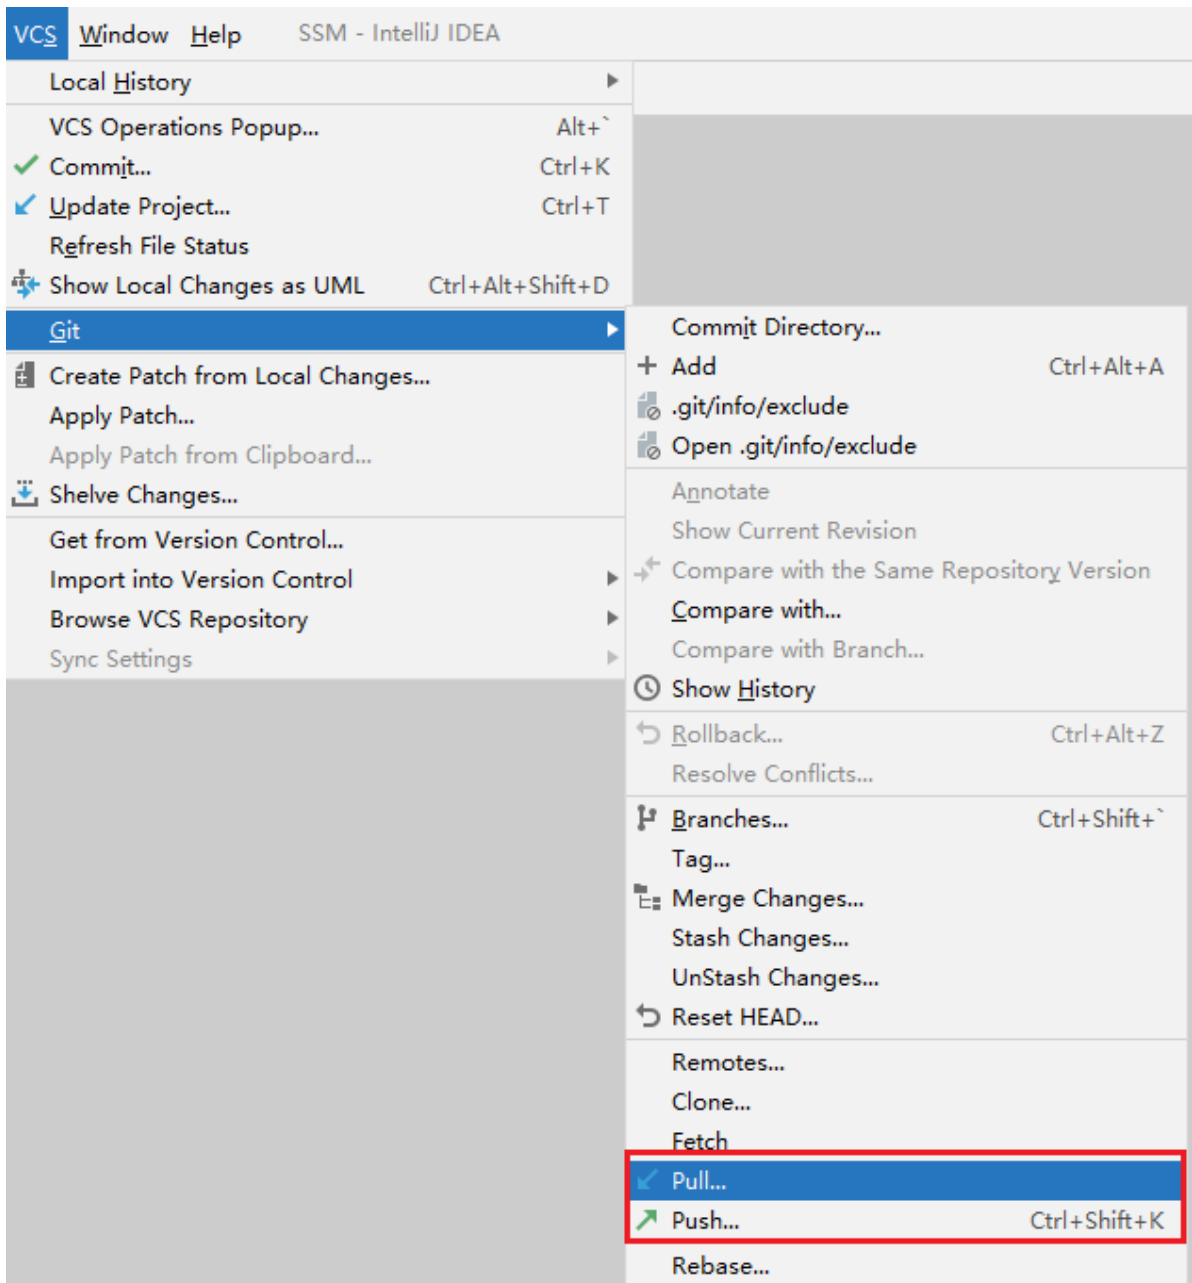 VCS Window Help SSM - IntelliJ IDEA
Local History
VCS Operations Popup... Alt+`
Commit... Ctrl+K
Update Project... Ctrl+T
Refresh File Status
Show Local Changes as UML Ctrl+Alt+Shift+D
Git
Create Patch from Local Changes...
Apply Patch...
Apply Patch from Clipboard...
Shelve Changes...
Get from Version Control...
Import into Version Control
Browse VCS Repository
Sync Settings
Commit Directory...
Add Ctrl+Alt+A
.git/info/exclude
Open .git/info/exclude
Annotate
Show Current Revision
Compare with the Same Repository Version
Compare with...
Compare with Branch...
Show History
Rollback... Ctrl+Alt+Z
Resolve Conflicts...
Branches... Ctrl+Shift+`
Tag...
Merge Changes...
Stash Changes...
UnStash Changes...
Reset HEAD...
Remotes...
Clone...
Fetch
Pull...
Push... Ctrl+Shift+K
Rebase...